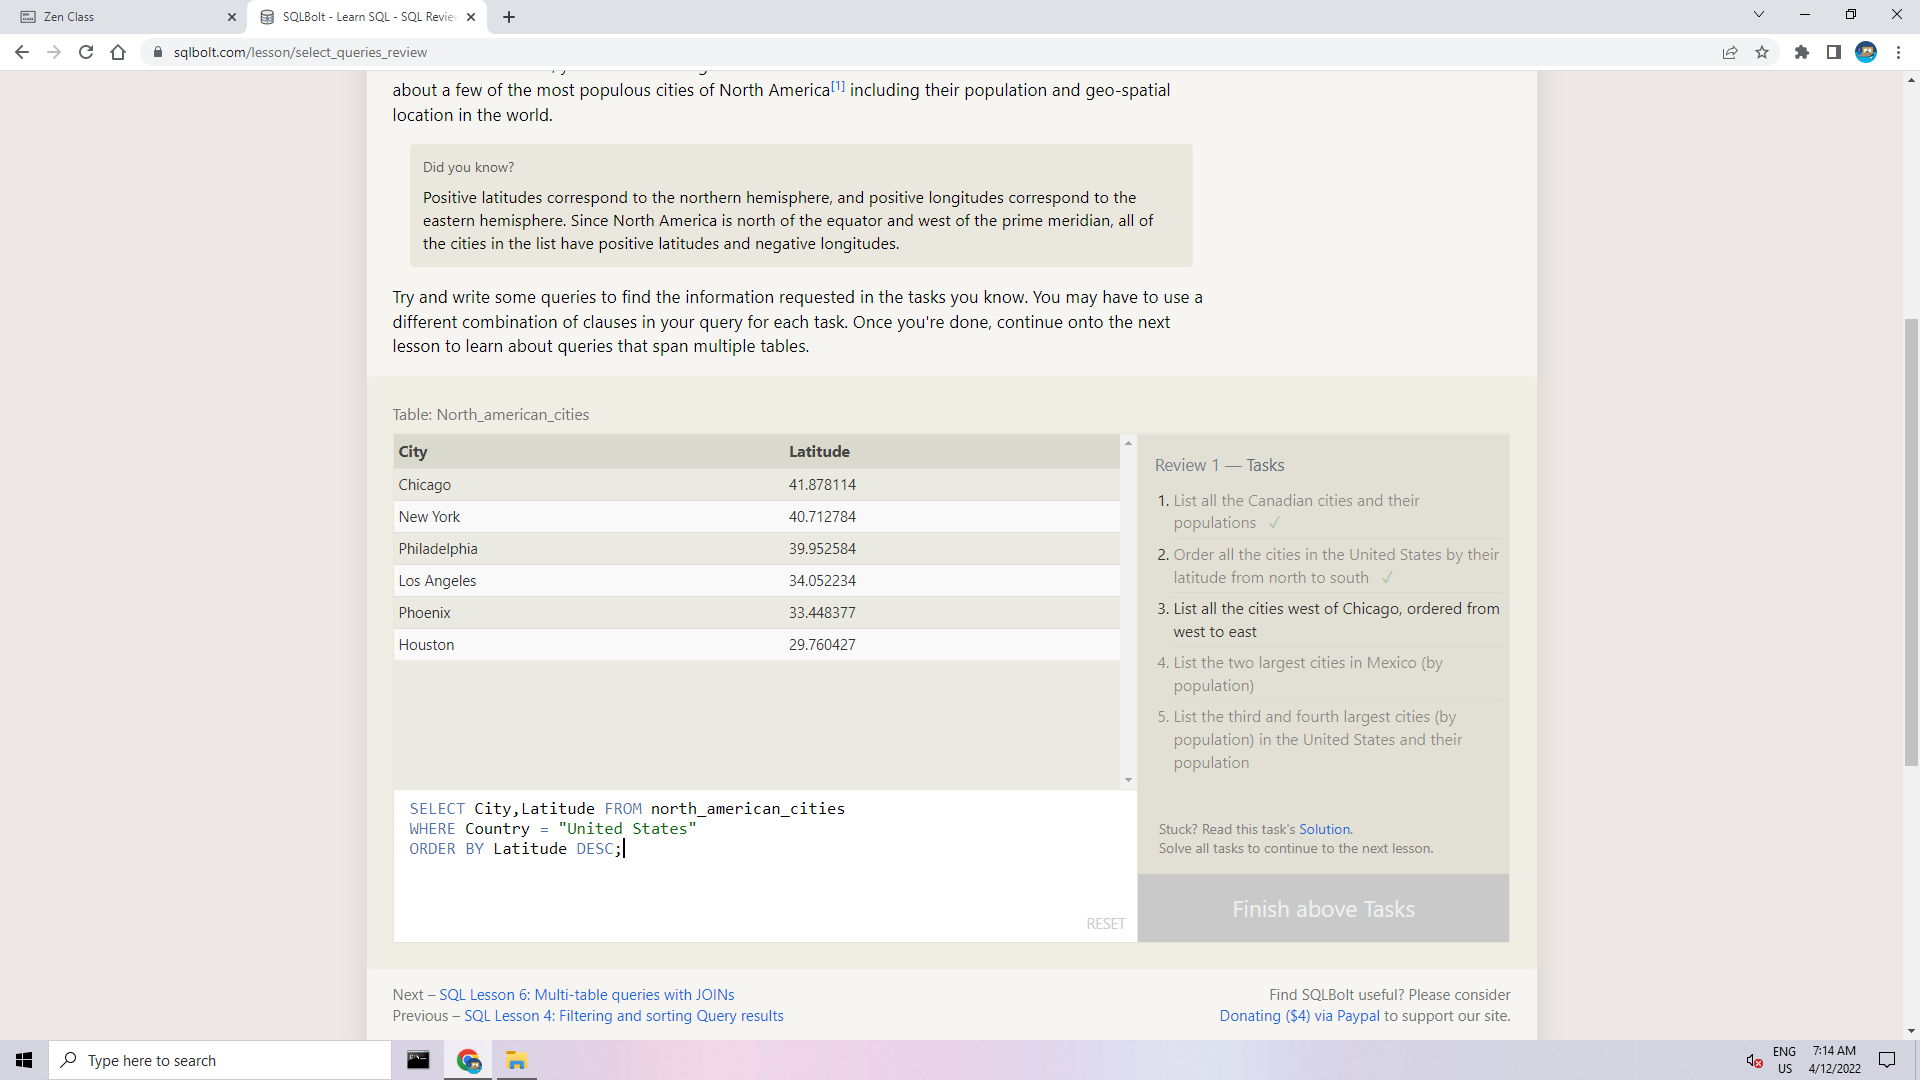 Zen Class
SQLBolt - Learn SQL - SQL Revie
sqlbolt.com/lesson/select_queries_review
about a few of the most populous cities of North America[1] including their population and geo-spatial
location in the world.
Did you know?
Positive latitudes correspond to the northern hemisphere, and positive longitudes correspond to the
eastern hemisphere. Since North America is north of the equator and west of the prime meridian, all of
the cities in the list have positive latitudes and negative longitudes.
Try and write some queries to find the information requested in the tasks you know. You may have to use a
different combination of clauses in your query for each task. Once you're done, continue onto the next
lesson to learn about queries that span multiple tables.
Table: North_american_cities
City Latitude
Chicago 41.878114
New York 40.712784
Philadelphia 39.952584
Los Angeles 34.052234
Phoenix 33.448377
Houston 29.760427
SELECT City,Latitude FROM north_american_cities
WHERE Country = "United States"
ORDER BY Latitude DESC;
RESET
Review 1 — Tasks
1. List all the Canadian cities and their
populations ✓
2. Order all the cities in the United States by their
latitude from north to south ✓
3. List all the cities west of Chicago, ordered from
west to east
4. List the two largest cities in Mexico (by
population)
5. List the third and fourth largest cities (by
population) in the United States and their
population
Stuck? Read this task's Solution.
Solve all tasks to continue to the next lesson.
Finish above Tasks
Next – SQL Lesson 6: Multi-table queries with JOINs
Previous – SQL Lesson 4: Filtering and sorting Query results
Find SQLBolt useful? Please consider
Donating ($4) via Paypal to support our site.
Type here to search
ENG
US
7:14 AM
4/12/2022